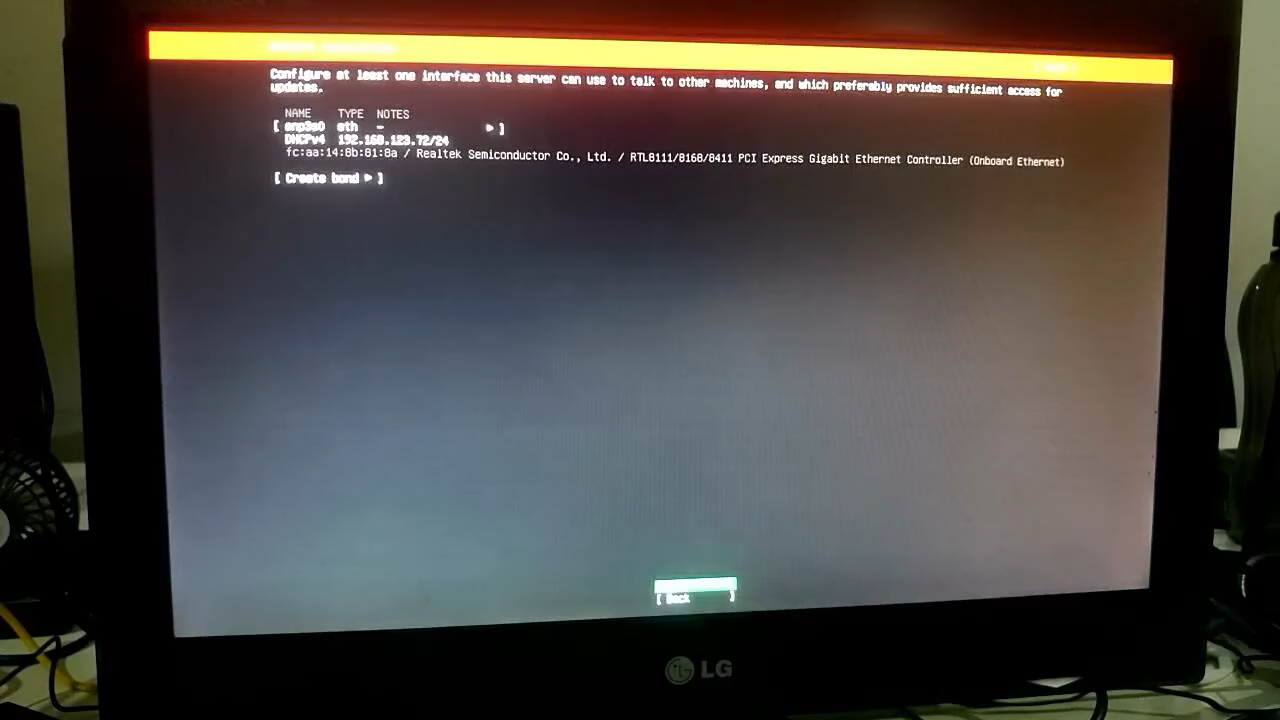 Configure at least one interface this server can use to talk to other machines, and which preferably provides sufficient access for
updates.
NAME TYPE NOTES
[ enp3s0 eth - ▸ ]
DHCPv4 192.168.123.72/24
fc:aa:14:8b:81:8a / Realtek Semiconductor Co., Ltd. / RTL8111/8168/8411 PCI Express Gigabit Ethernet Controller (Onboard Ethernet)
[ Create bond ▸ ]
[ Back ]
LG